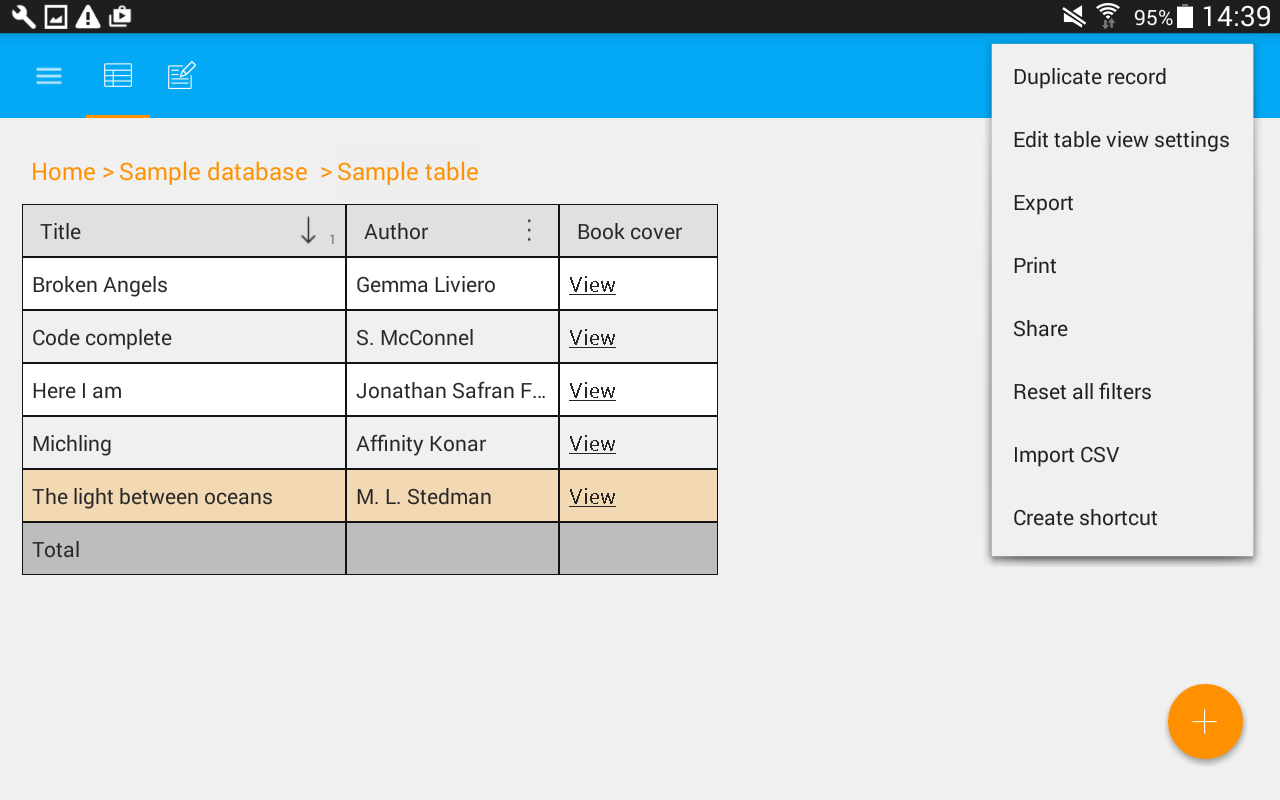 95% 14:39
Home > Sample database > Sample table
Title 1 Author Book cover
Broken Angels Gemma Liviero View
Code complete S. McConnel View
Here I am Jonathan Safran F... View
Michling Affinity Konar View
The light between oceans M. L. Stedman View
Total
Duplicate record
Edit table view settings
Export
Print
Share
Reset all filters
Import CSV
Create shortcut